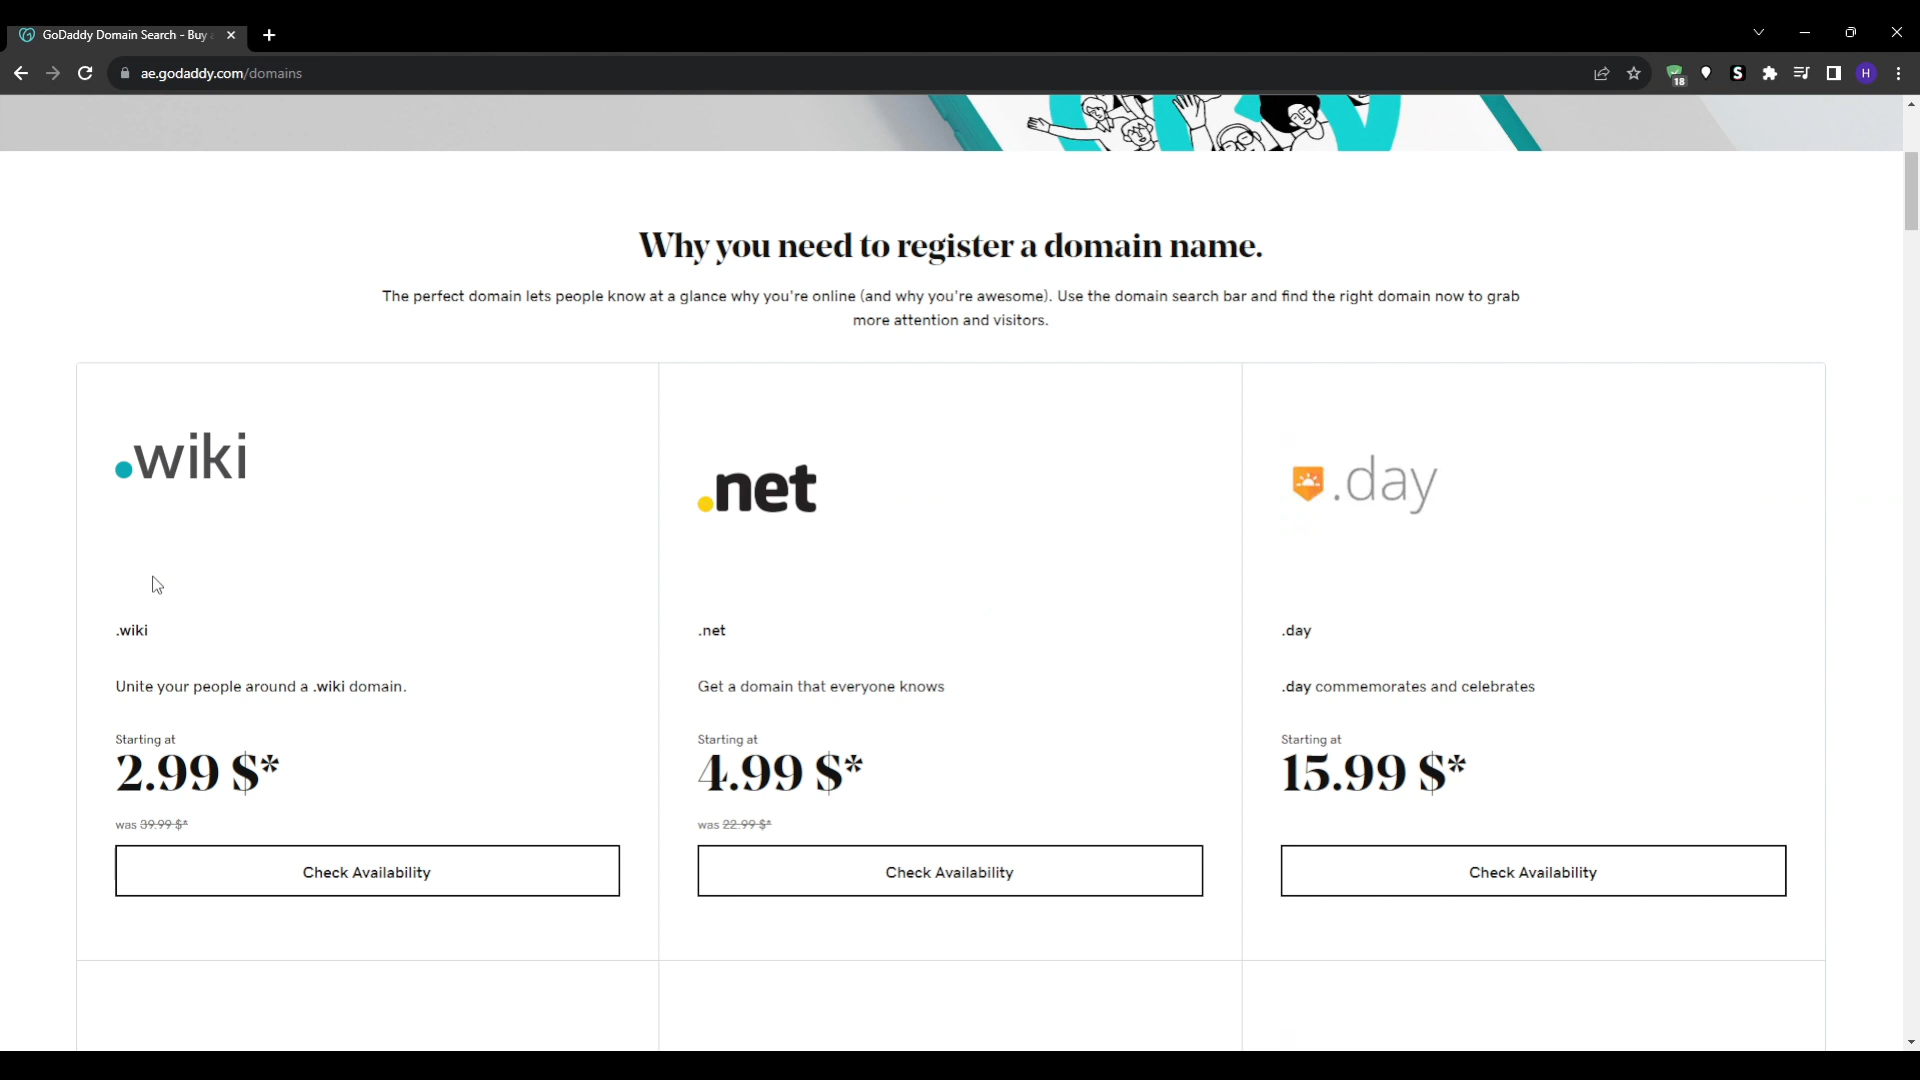 GoDaddy Domain Search - Buy
ae.godaddy.com/domains
18
S
H
Why you need to register a domain name.
The perfect domain lets people know at a glance why you're online (and why you're awesome). Use the domain search bar and find the right domain now to grab
more attention and visitors.
.wiki
.net
.day
.wiki
.net
.day
Unite your people around a .wiki domain.
Get a domain that everyone knows
.day commemorates and celebrates
Starting at
Starting at
Starting at
2.99 $*
4.99 $*
15.99 $*
was 39.99 $*
was 22.99 $*
Check Availability
Check Availability
Check Availability